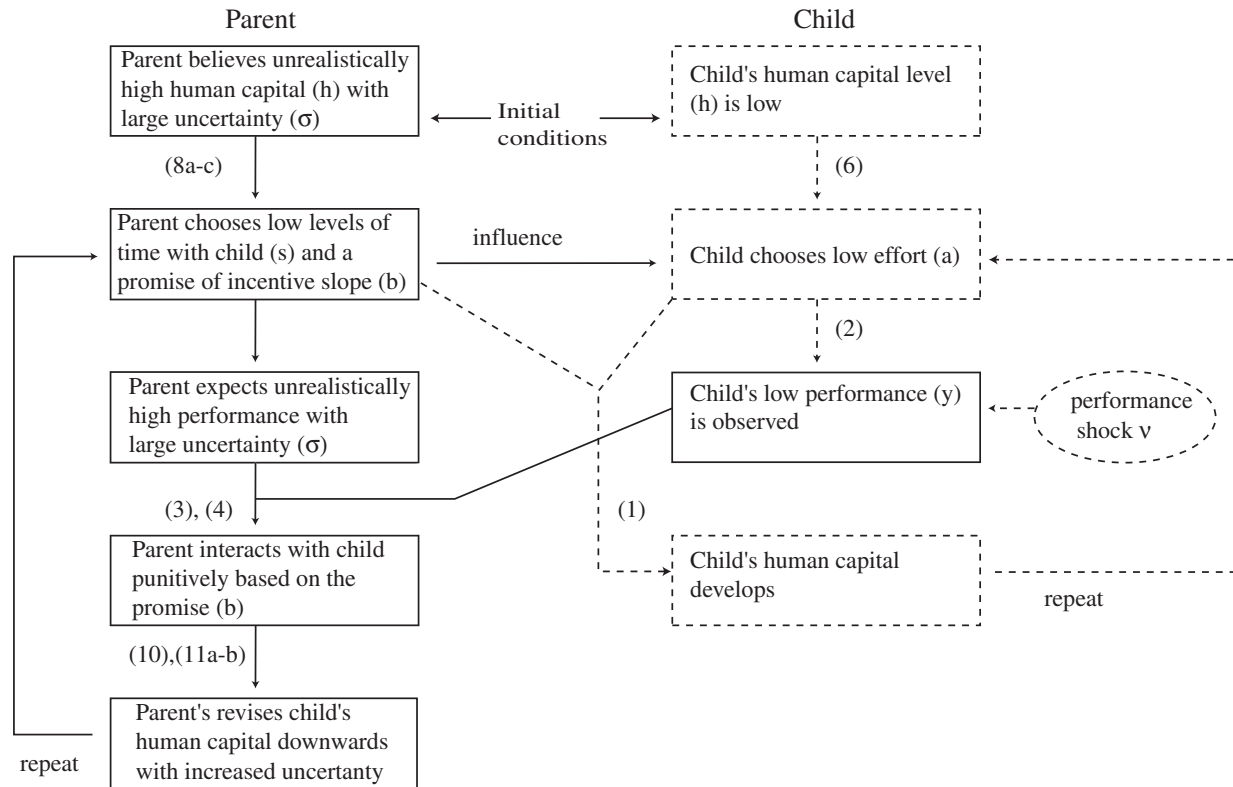 Parent
Child
Parent believes unrealistically
high human capital (h) with
large uncertainty (σ)
Initial
conditions
Child's human capital level
(h) is low
(8a-c)
(6)
Parent chooses low levels of
time with child (s) and a
promise of incentive slope (b)
influence
Child chooses low effort (a)
(2)
Parent expects unrealistically
high performance with
large uncertainty (σ)
Child's low performance (y)
is observed
performance
shock ν
(3), (4)
(1)
Parent interacts with child
punitively based on the
promise (b)
Child's human capital
develops
repeat
(10),(11a-b)
Parent's revises child's
human capital downwards
with increased uncertanty
repeat